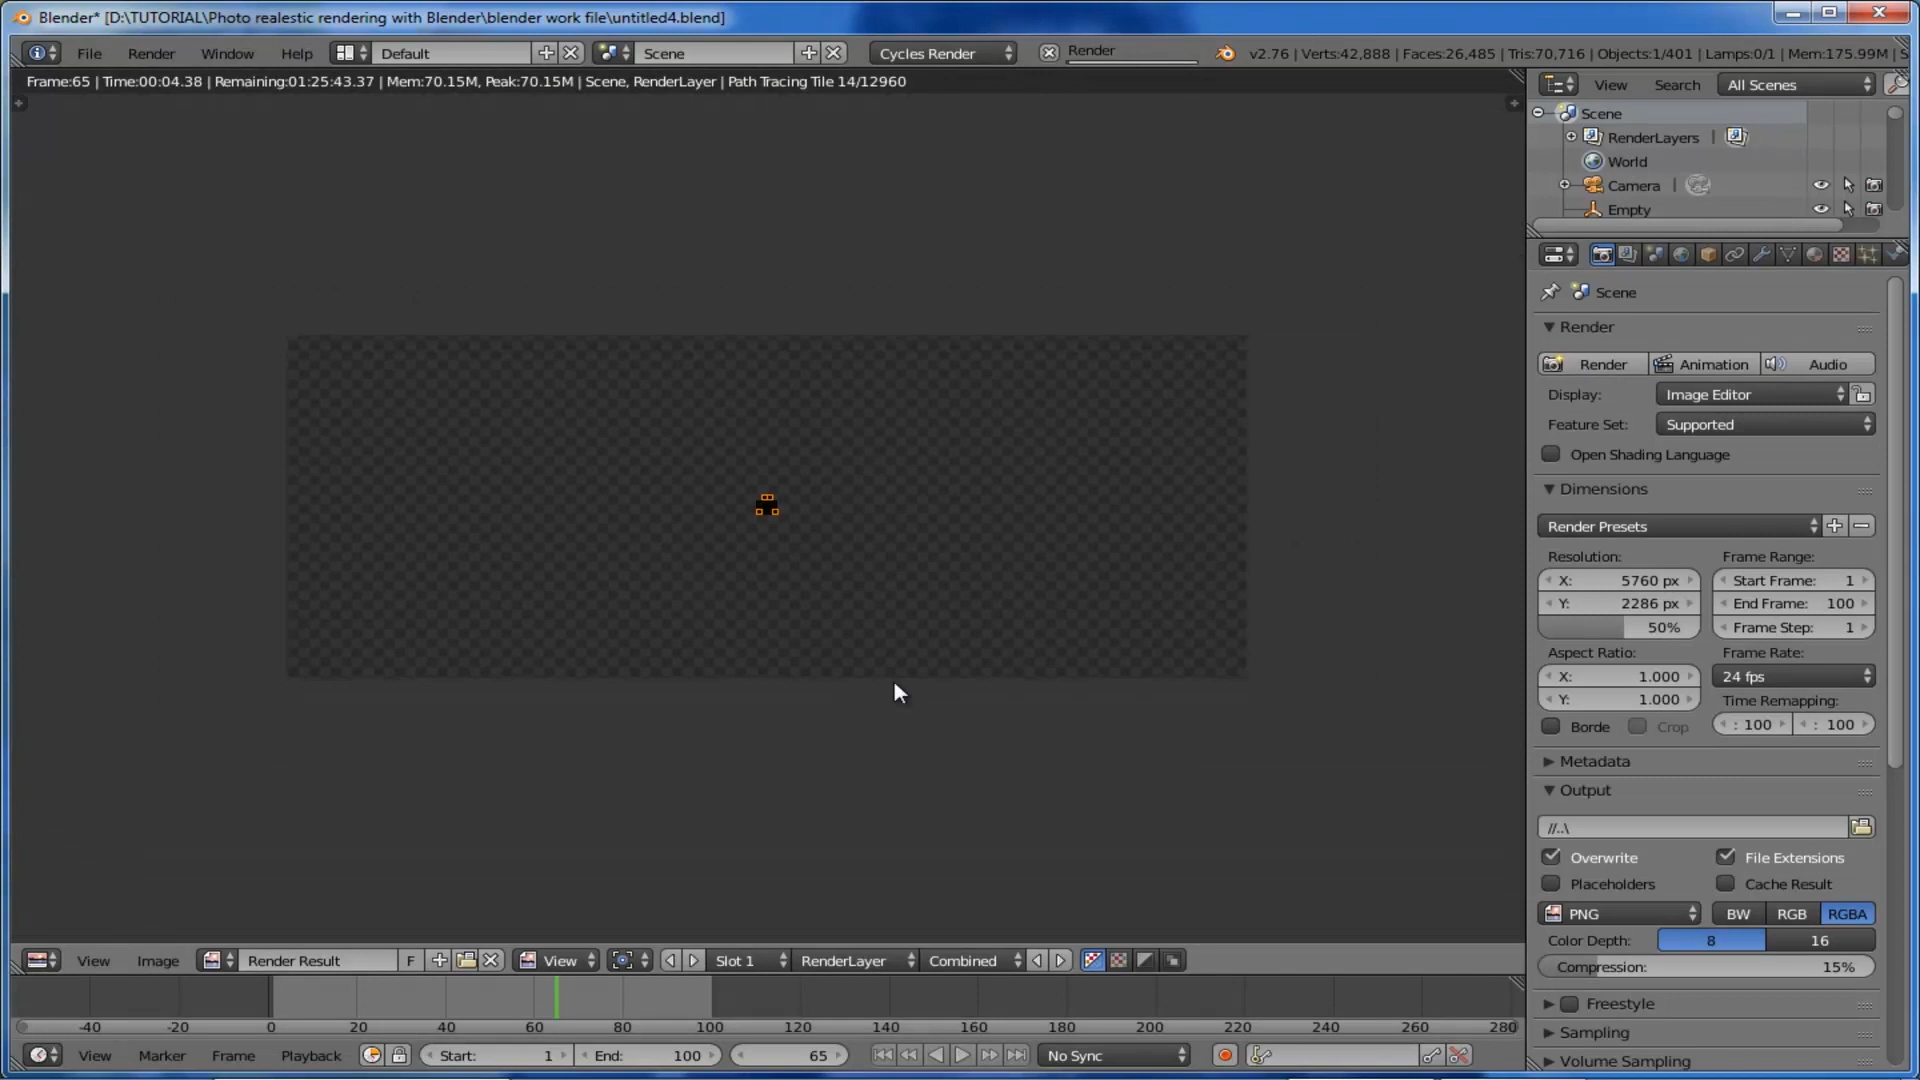 Blender* [D:\TUTORIAL\Photo realestic rendering with Blender\blender work file\untitled4.blend]
File Render Window Help Default Scene Cycles Render Render v2.76 | Verts:42,888 | Faces:26,485 | Tris:70,716 | Objects:1/401 | Lamps:0/1 | Mem:175.99M | S
Frame:65 | Time:00:04.38 | Remaining:01:25:43.37 | Mem:70.15M, Peak:70.15M | Scene, RenderLayer | Path Tracing Tile 14/12960
View Search All Scenes
Scene
RenderLayers |
World
Camera |
Empty
Scene
Render
Render Animation Audio
Display: Image Editor
Feature Set: Supported
Open Shading Language
Dimensions
Render Presets
Resolution: Frame Range:
X: 5760 px Start Frame: 1
Y: 2286 px End Frame: 100
50% Frame Step: 1
Aspect Ratio: Frame Rate:
X: 1.000 24 fps
Y: 1.000 Time Remapping:
Borde Crop : 100 : 100
Metadata
Output
//..\
Overwrite File Extensions
Placeholders Cache Result
PNG BW RGB RGBA
Color Depth: 8 16
Compression: 15%
Freestyle
Sampling
Volume Sampling
View Image Render Result F View Slot 1 RenderLayer Combined
-40 -20 0 20 40 60 80 100 120 140 160 180 200 220 240 260 280
View Marker Frame Playback Start: 1 End: 100 65 No Sync